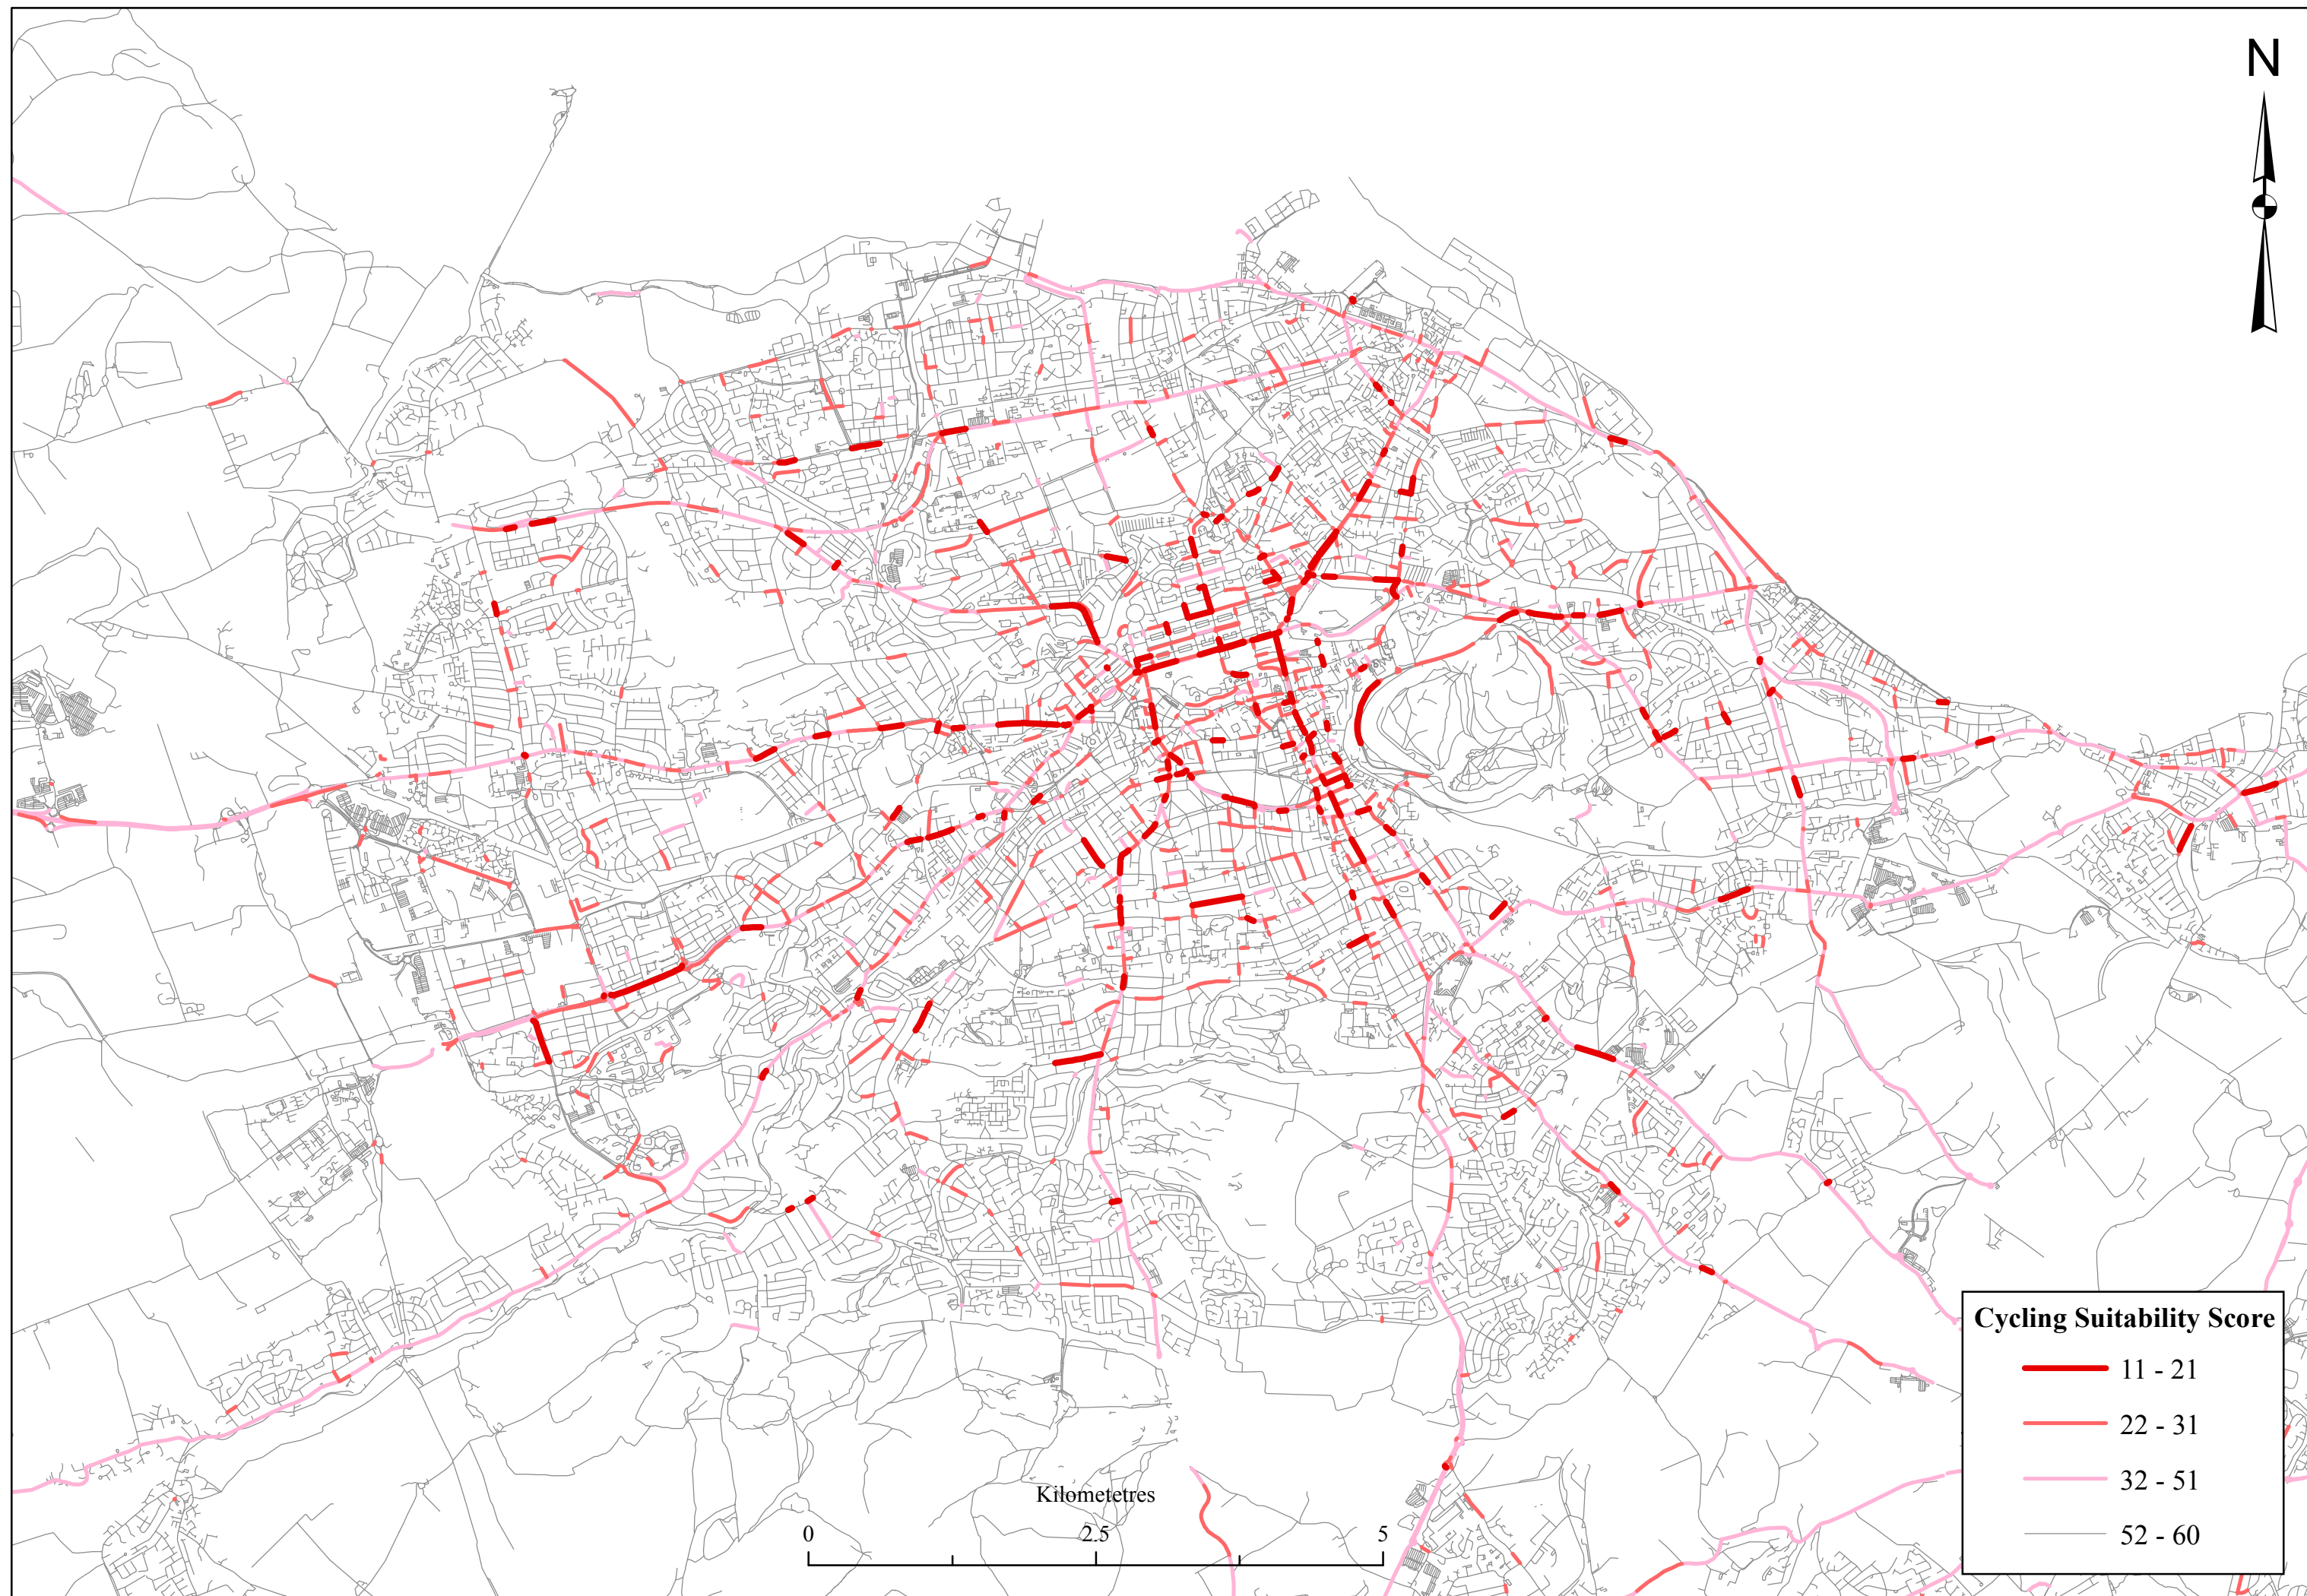 N
Cycling Suitability Score
11 - 21
22 - 31
32 - 51
52 - 60
Kilometetres
0 2.5 5